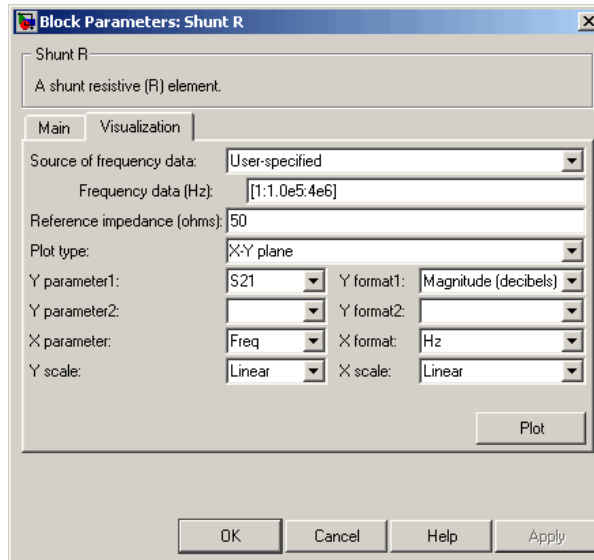 Block Parameters: Shunt R
Shunt R
A shunt resistive (R) element.
Main Visualization
Source of frequency data: User-specified
Frequency data (Hz): [1:1.0e5:4e6]
Reference impedance (ohms): 50
Plot type: X-Y plane
Y parameter1: S21 Y format1: Magnitude (decibels)
Y parameter2: Y format2:
X parameter: Freq X format: Hz
Y scale: Linear X scale: Linear
Plot
OK Cancel Help Apply